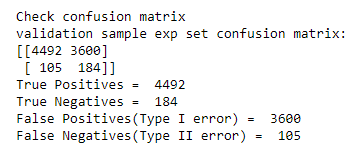 Check confusion matrix
validation sample exp set confusion matrix:
[[4492 3600]
 [ 105  184]]
True Positives =  4492
True Negatives =  184
False Positives(Type I error) =  3600
False Negatives(Type II error) =  105